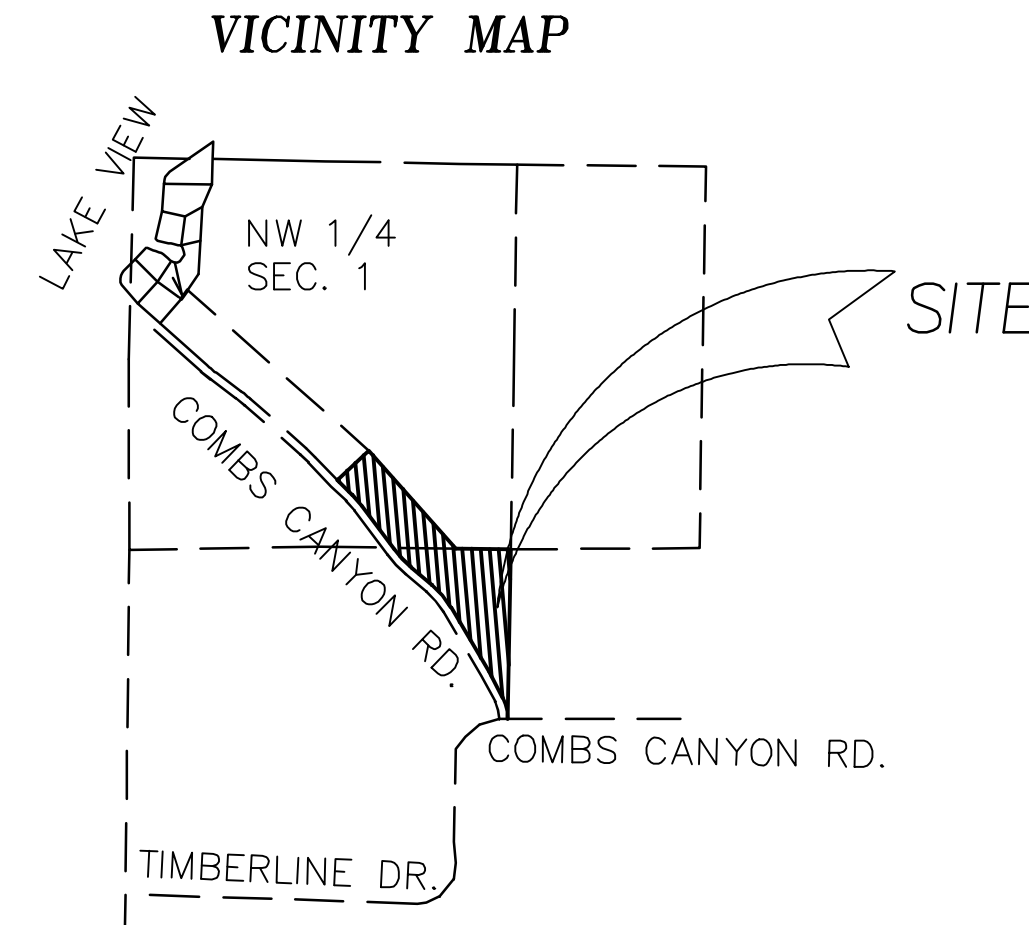 VICINITY MAP
LAKE VIEW
NW 1/4
SEC. 1
SITE
COMBS CANYON RD.
COMBS CANYON RD.
TIMBERLINE DR.